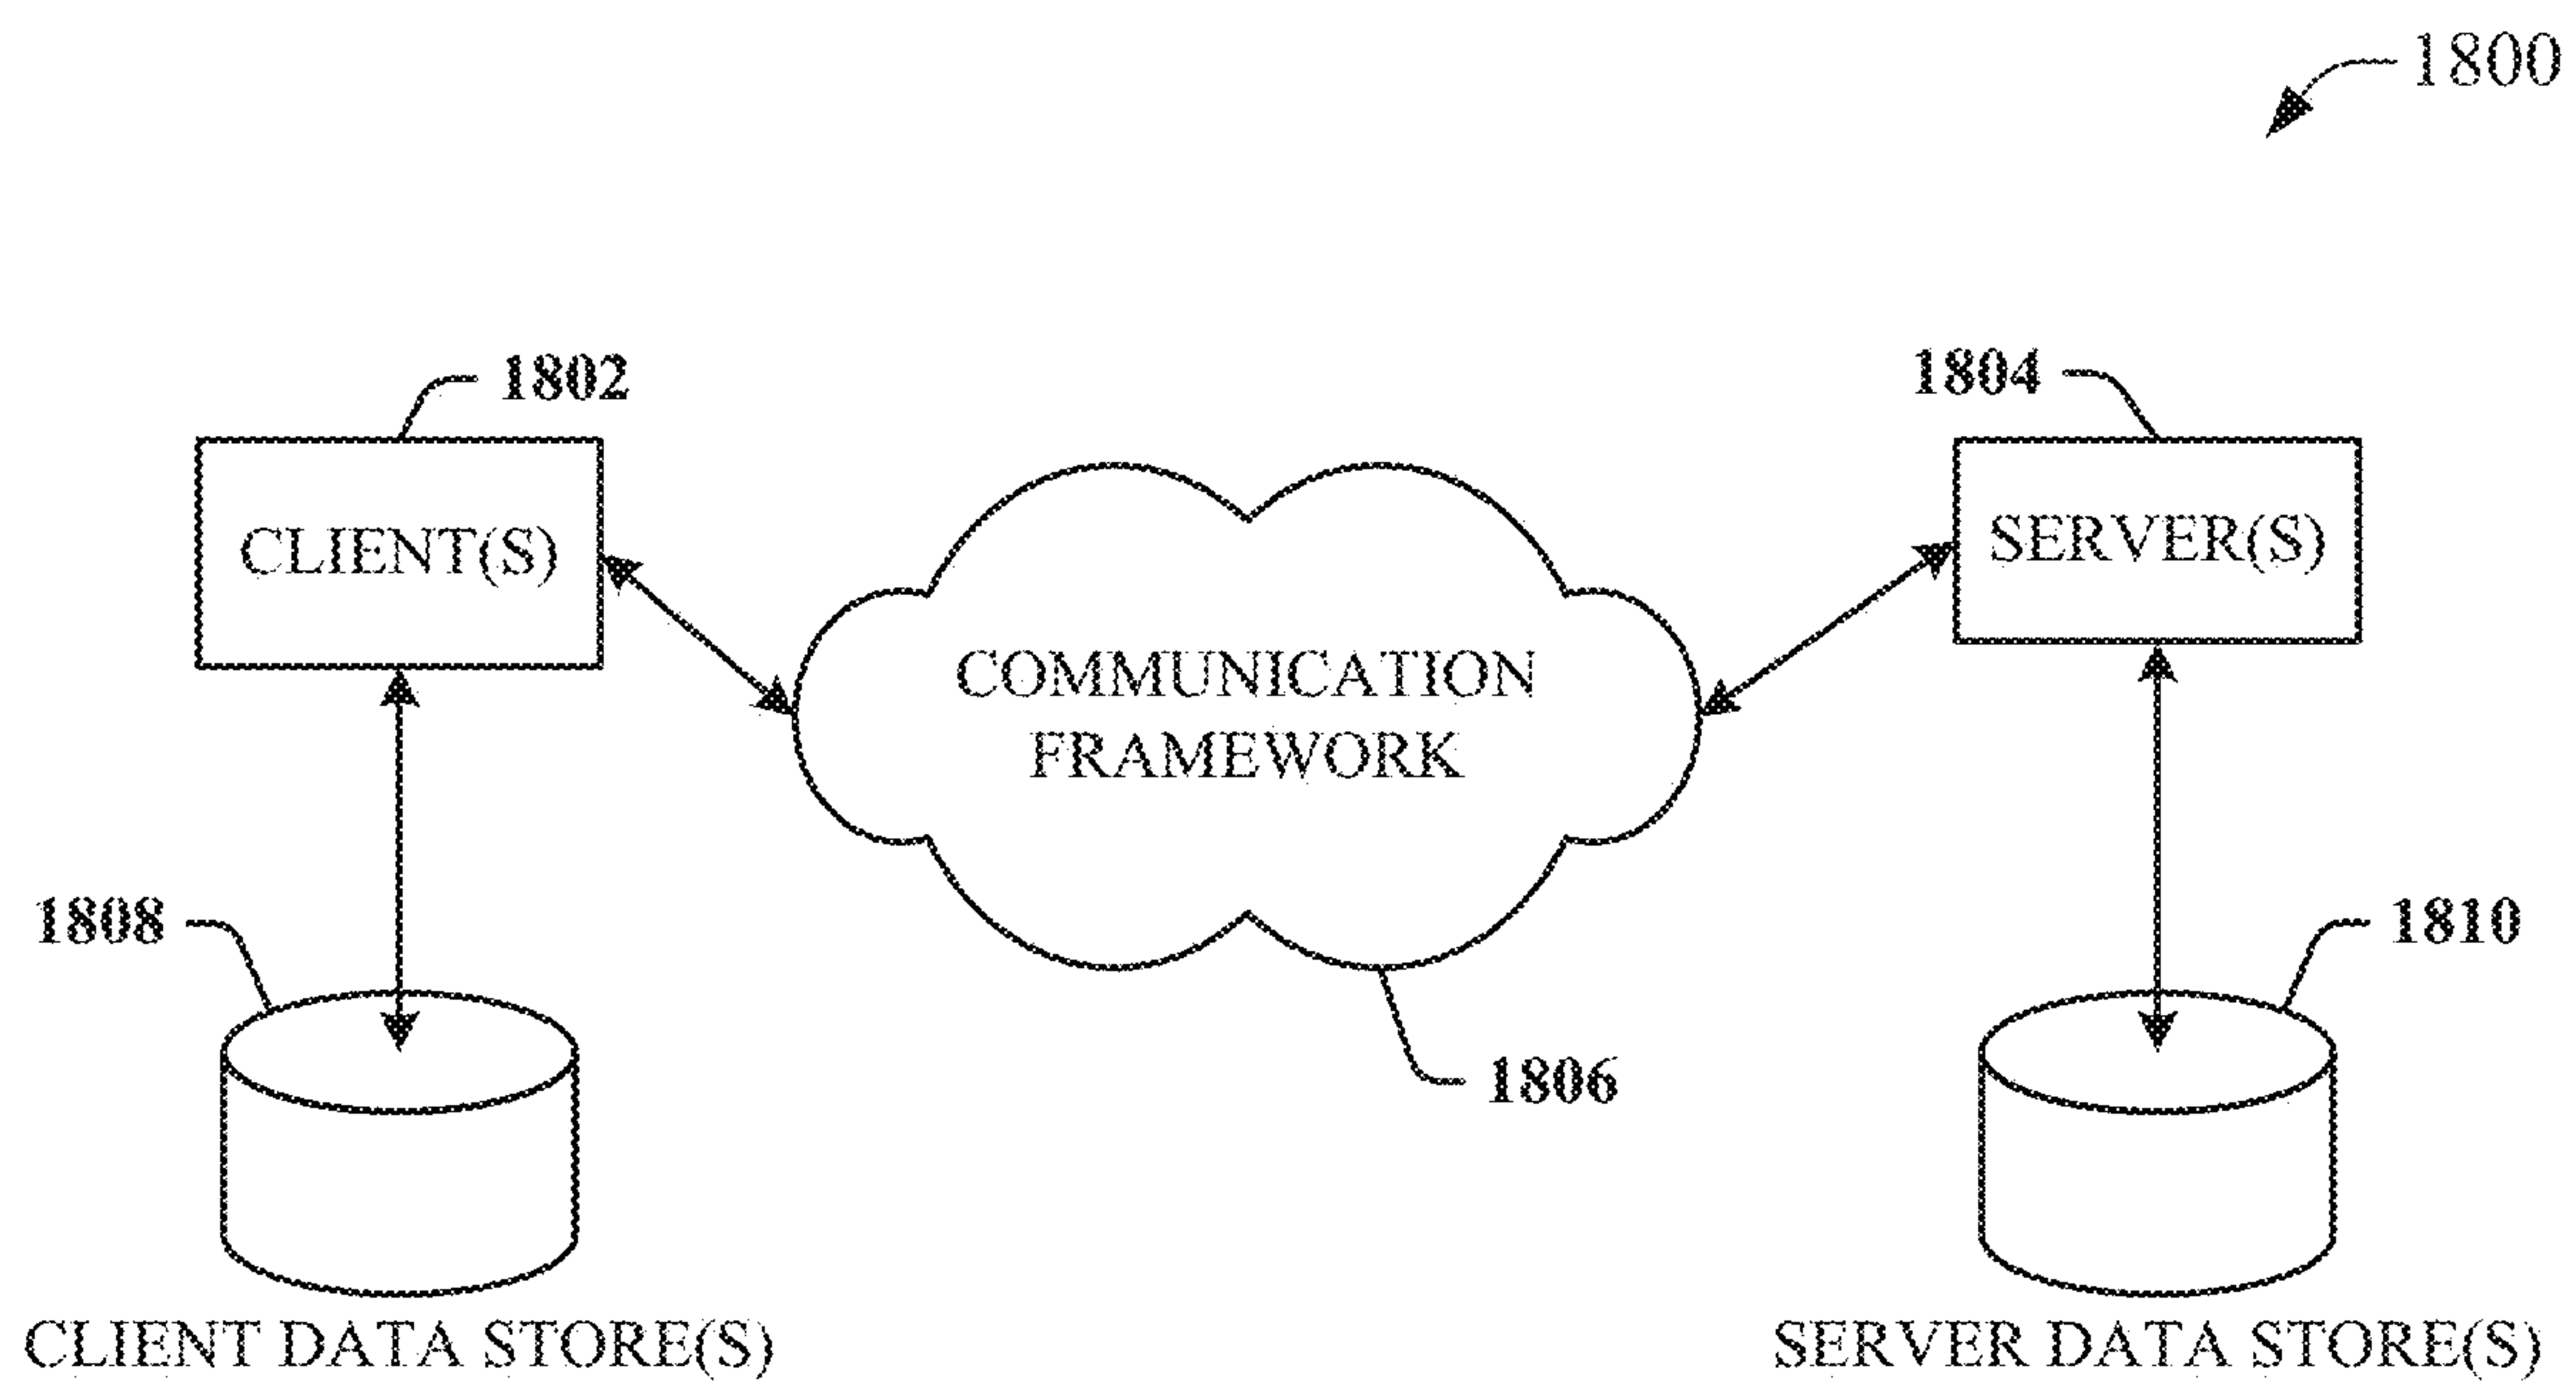 1800
1802
1804
CLIENT(S)
SERVER(S)
COMMUNICATION
FRAMEWORK
1808
1810
1806
CLIENT DATA STORE(S)
SERVER DATA STORE(S)